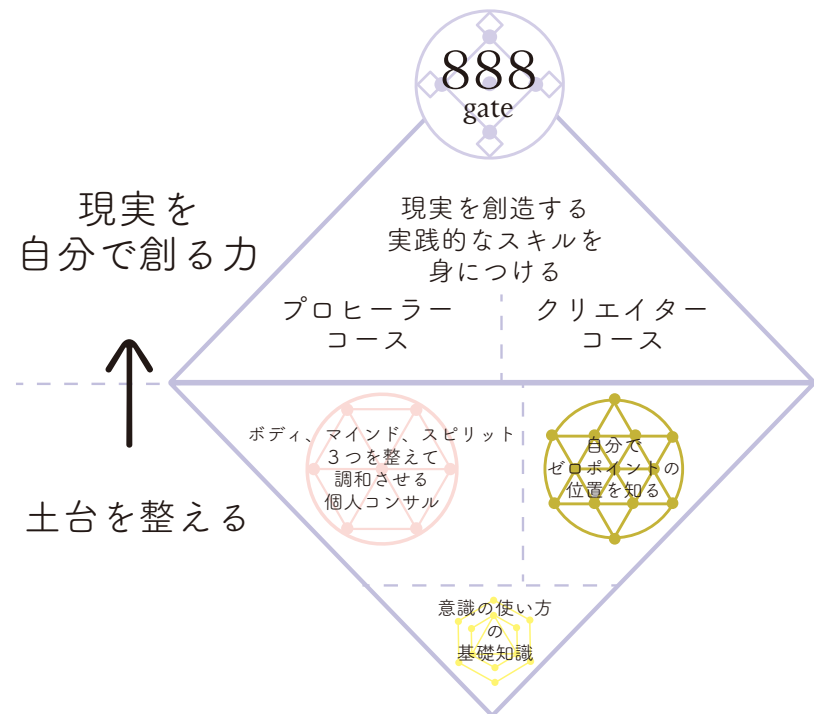 888
gate
現実を
自分で創る力
現実を創造する
実践的なスキルを
身につける
プロヒーラー
コース
クリエイター
コース
ボディ、マインド、スピリット
３つを整えて
調和させる
個人コンサル
自分で
ゼロポイントの
位置を知る
土台を整える
意識の使い方
の
基礎知識